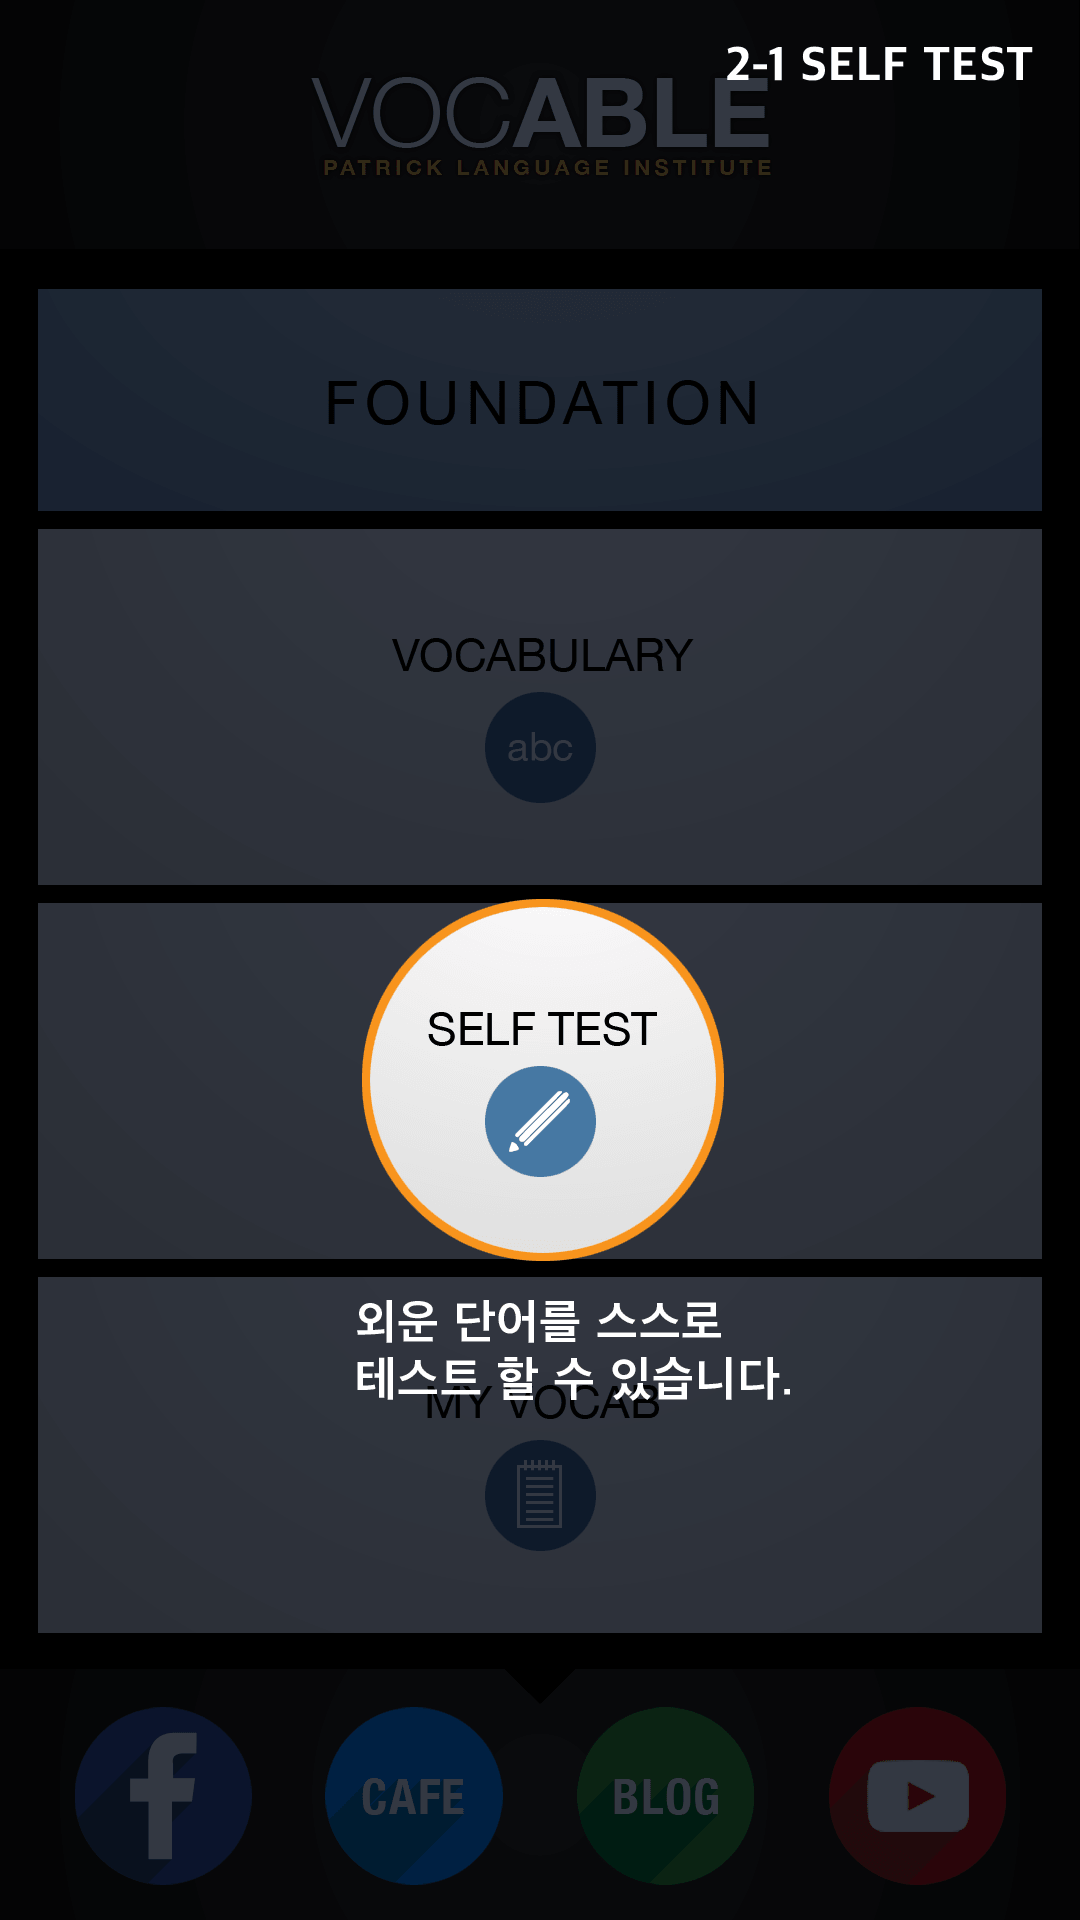 2-1 SELF TEST
VOCABLE
PATRICK LANGUAGE INSTITUTE
FOUNDATION
VOCABULARY
abc
SELF TEST
외운 단어를 스스로
테스트 할 수 있습니다.
MY VOCAB
CAFE
BLOG